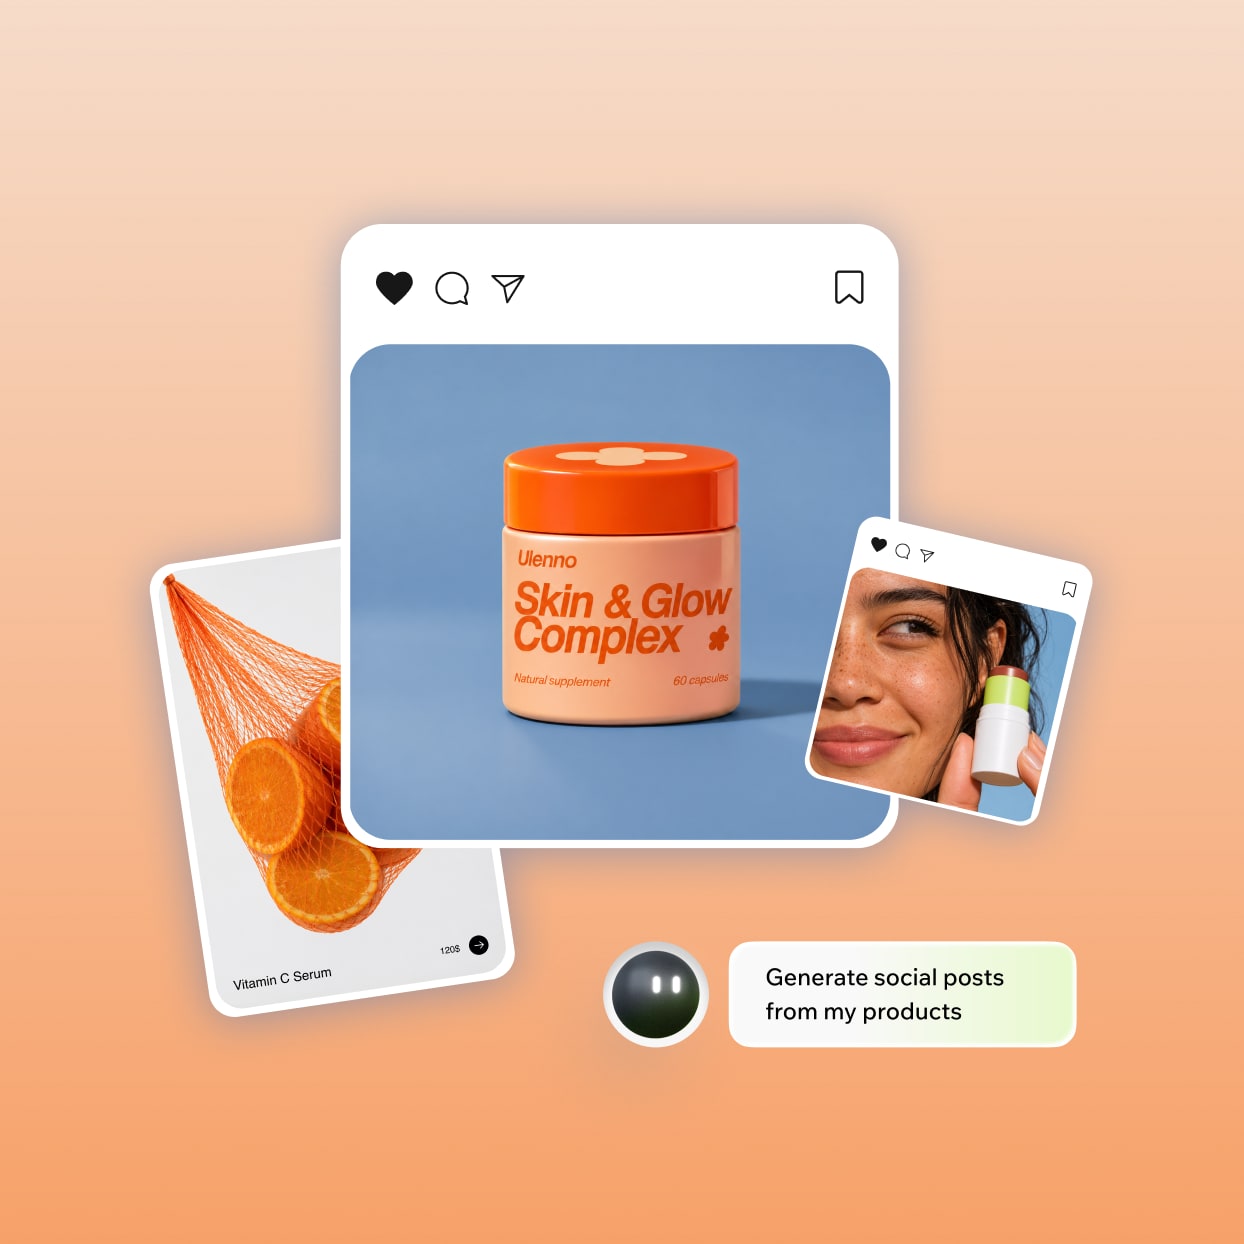 Ulenno
Skin & Glow
Complex
Natural supplement
60 capsules
120$
Vitamin C Serum
Generate social posts
from my products